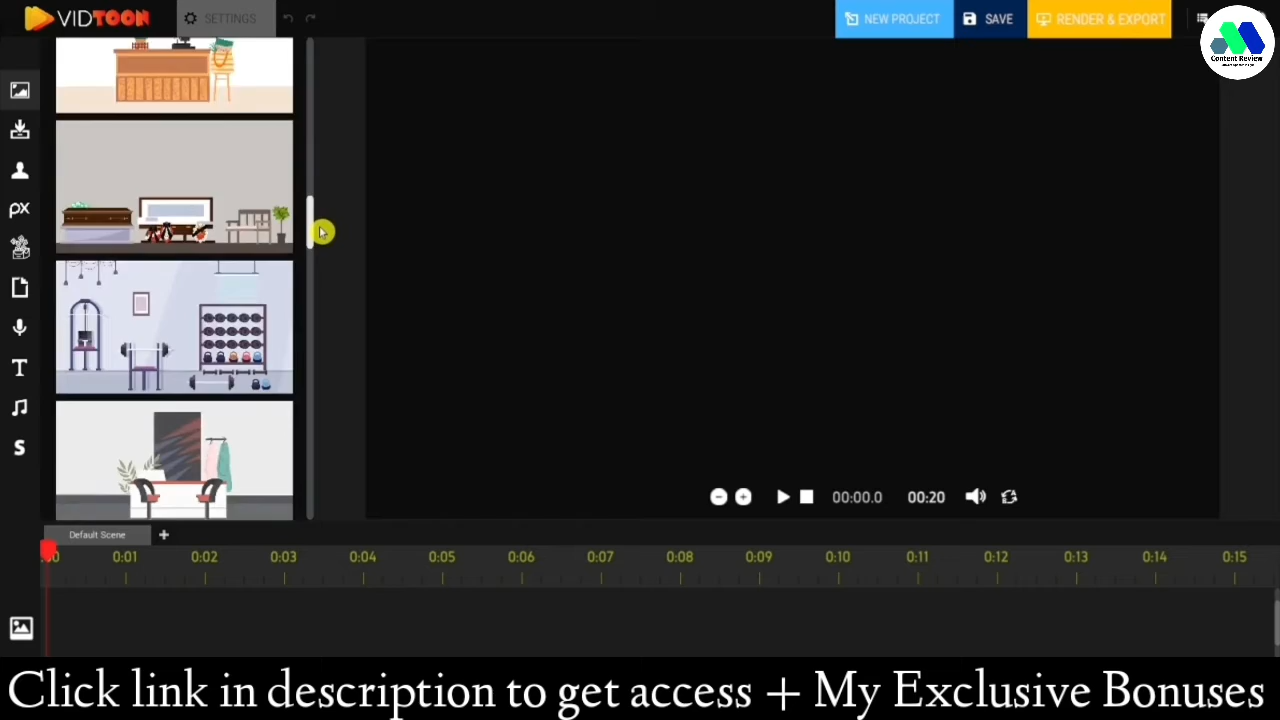 VIDTOON
SETTINGS
NEW PROJECT
SAVE
RENDER & EXPORT
Content Review
px
T
S
00:00.0
00:20
Default Scene
0:01
0:02
0:03
0:04
0:05
0:06
0:07
0:08
0:09
0:10
0:11
0:12
0:13
0:14
0:15
Click link in description to get access + My Exclusive Bonuses